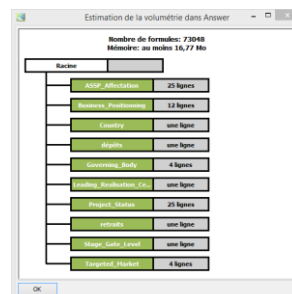 Estimation de la volumétrie dans Answer
Nombre de formules: 73048
Mémoire: au moins 16,77 Mo
Racine
ASSP_Affectation 25 lignes
Business_Positionning 12 lignes
Country une ligne
dépôts une ligne
Governing_Body 4 lignes
Leading_Realisation_Ce... une ligne
Project_Status 25 lignes
retraits une ligne
Stage_Gate_Level une ligne
Targeted_Market 4 lignes
OK